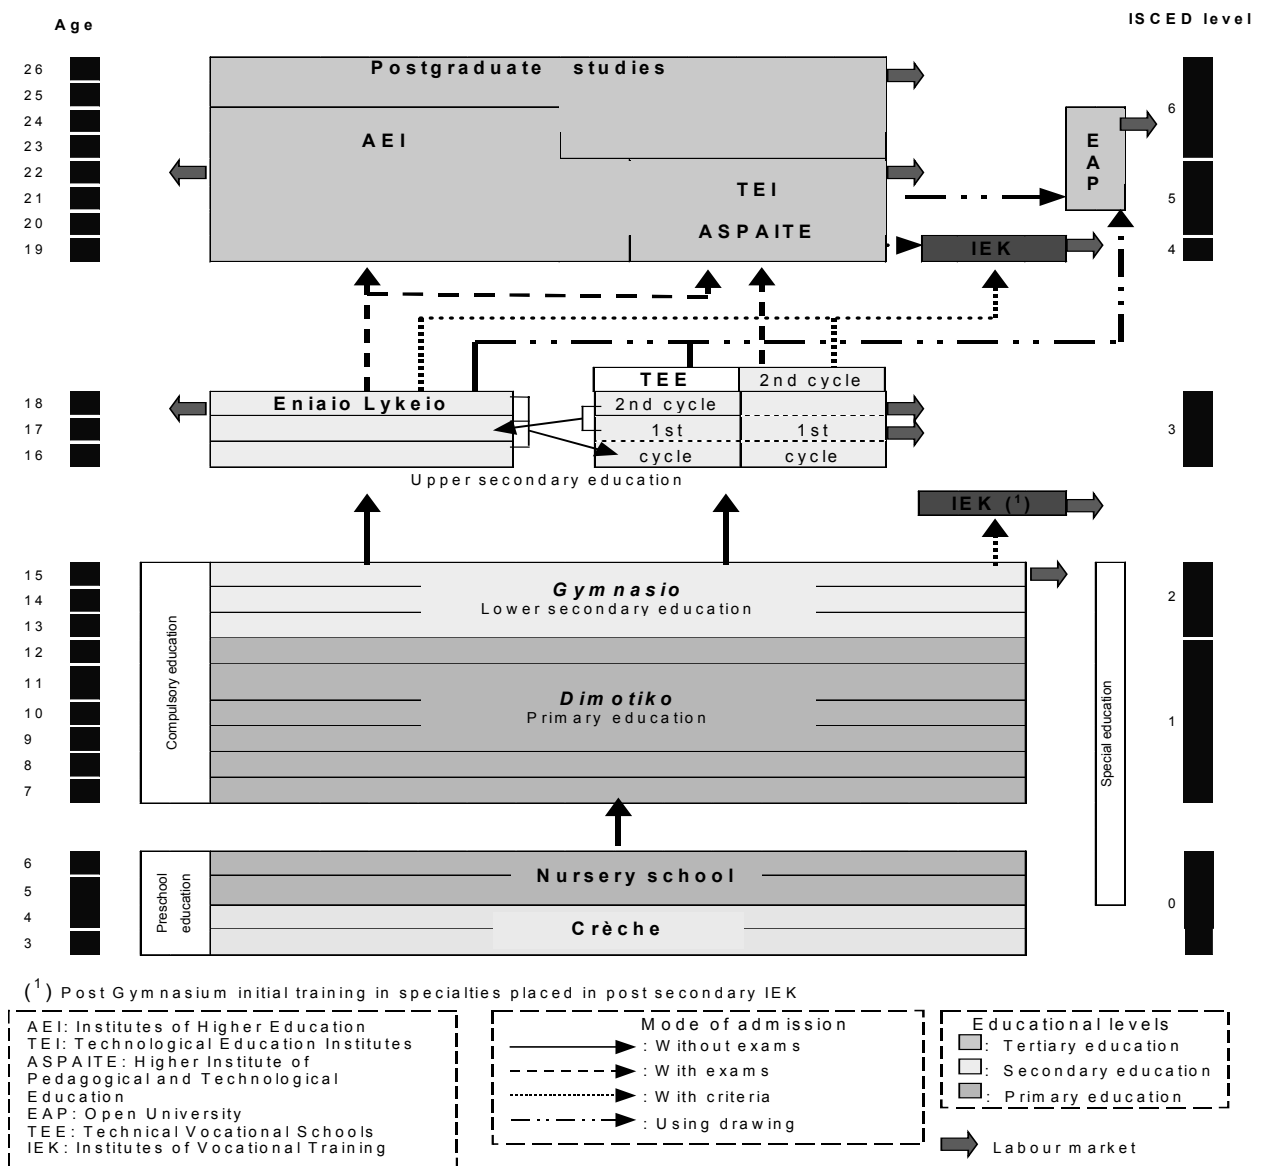 Age
ISCED level
26
Postgraduate studies
25
24
6
23
AEI
E
A
P
22
21
TEI
5
20
ASPAITE
19
IEK
4
TEE
2nd cycle
18
Eniaio Lykeio
2nd cycle
17
1st
1st
3
16
cycle
cycle
Upper secondary education
IEK (1)
15
Gymnasio
14
Lower secondary education
2
13
12
11
Dimotiko
10
Primary education
1
9
8
7
Compulsory education
Special education
6
Nursery school
5
4
Crèche
0
3
Preschool
education
(1) Post Gymnasium initial training in specialties placed in post secondary IEK
AEI: Institutes of Higher Education
TEI: Technological Education Institutes
ASPAITE: Higher Institute of
Pedagogical and Technological
Education
EAP: Open University
TEE: Technical Vocational Schools
IEK: Institutes of Vocational Training
Mode of admission
: Without exams
: With exams
: With criteria
: Using drawing
Educational levels
: Tertiary education
: Secondary education
: Primary education
Labour market